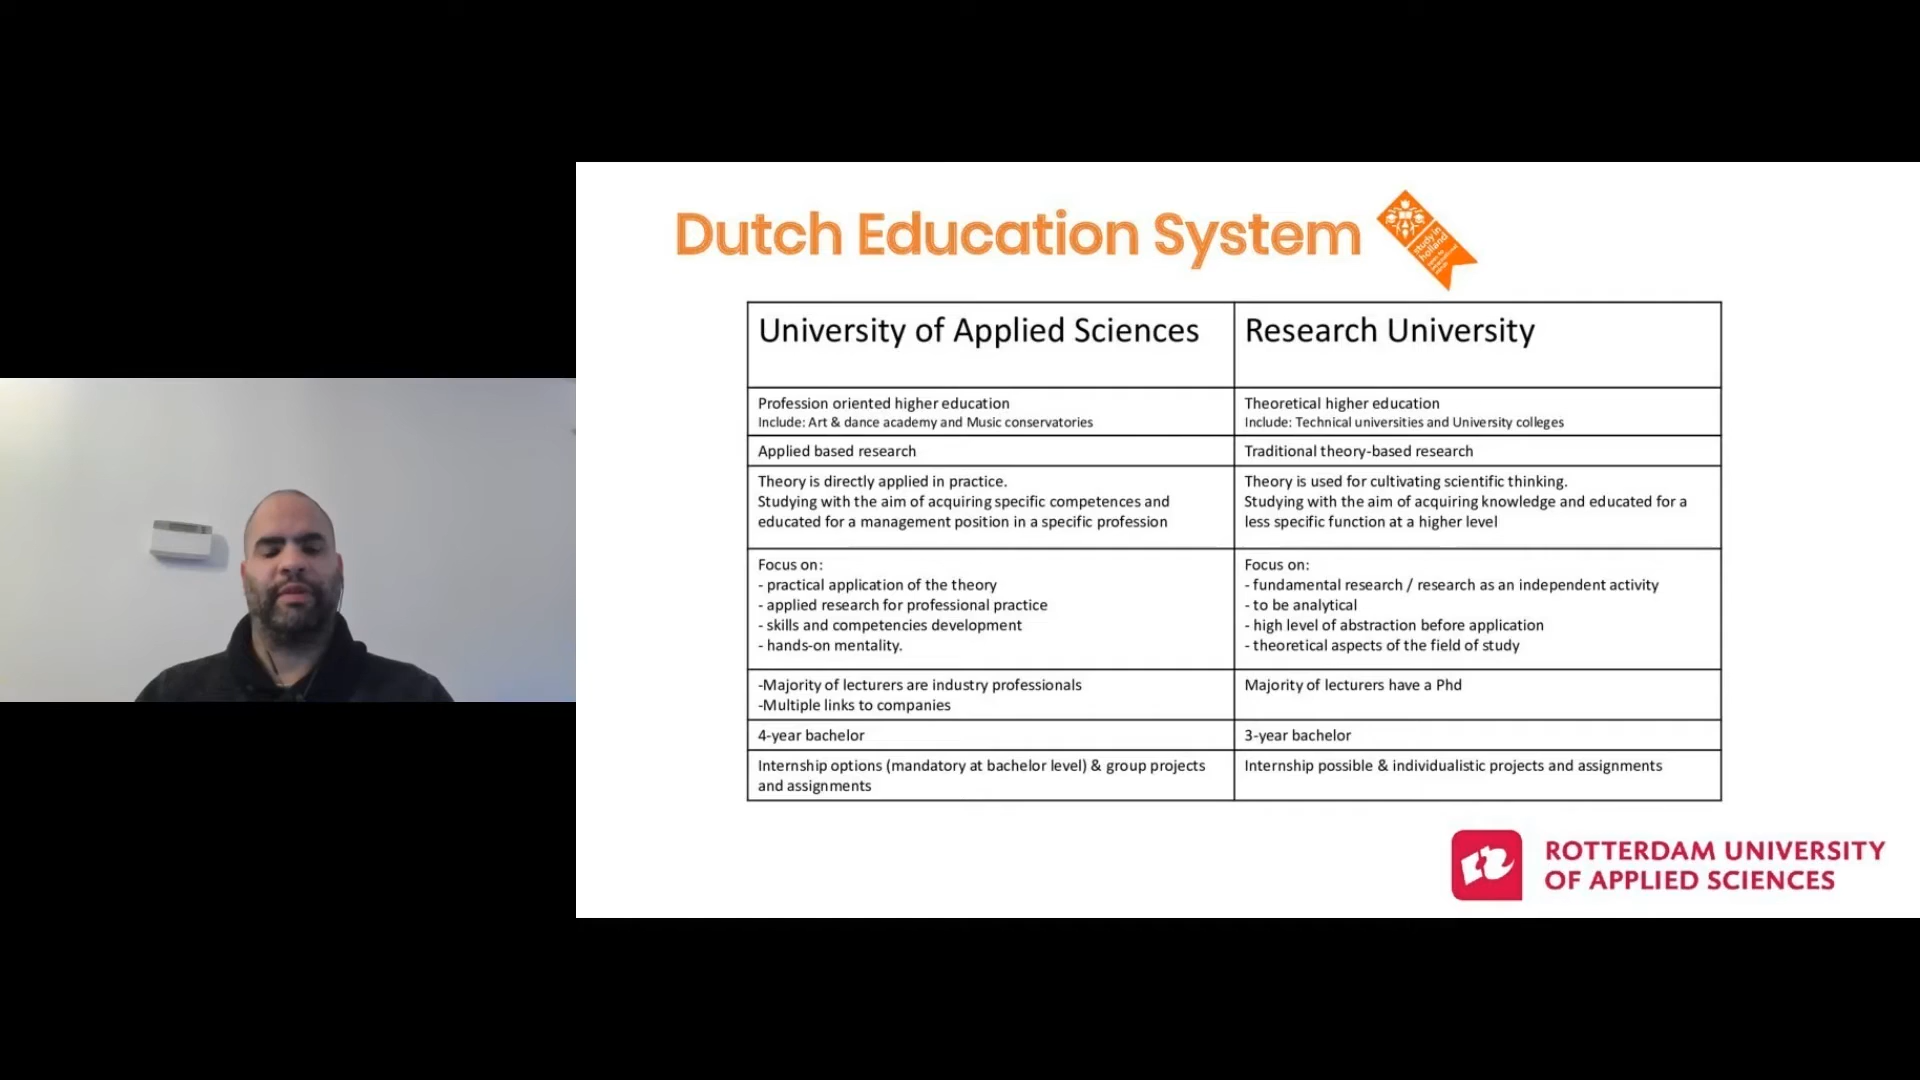 Dutch Education System
study in
holland
University of Applied Sciences
Research University
Profession oriented higher education
Include: Art & dance academy and Music conservatories
Theoretical higher education
Include: Technical universities and University colleges
Applied based research
Traditional theory-based research
Theory is directly applied in practice.
Studying with the aim of acquiring specific competences and
educated for a management position in a specific profession
Theory is used for cultivating scientific thinking.
Studying with the aim of acquiring knowledge and educated for a
less specific function at a higher level
Focus on:
- practical application of the theory
- applied research for professional practice
- skills and competencies development
- hands-on mentality.
Focus on:
- fundamental research / research as an independent activity
- to be analytical
- high level of abstraction before application
- theoretical aspects of the field of study
-Majority of lecturers are industry professionals
-Multiple links to companies
Majority of lecturers have a Phd
4-year bachelor
3-year bachelor
Internship options (mandatory at bachelor level) & group projects
and assignments
Internship possible & individualistic projects and assignments
ROTTERDAM UNIVERSITY
OF APPLIED SCIENCES